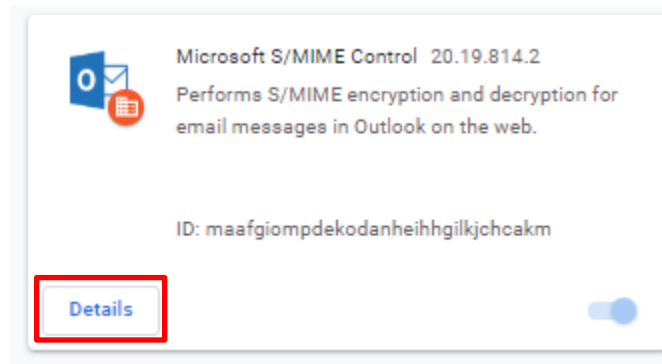 Microsoft S/MIME Control 20.19.814.2
Performs S/MIME encryption and decryption for
email messages in Outlook on the web.
ID: maafgiompdekodanheihhgilkjchcakm
Details